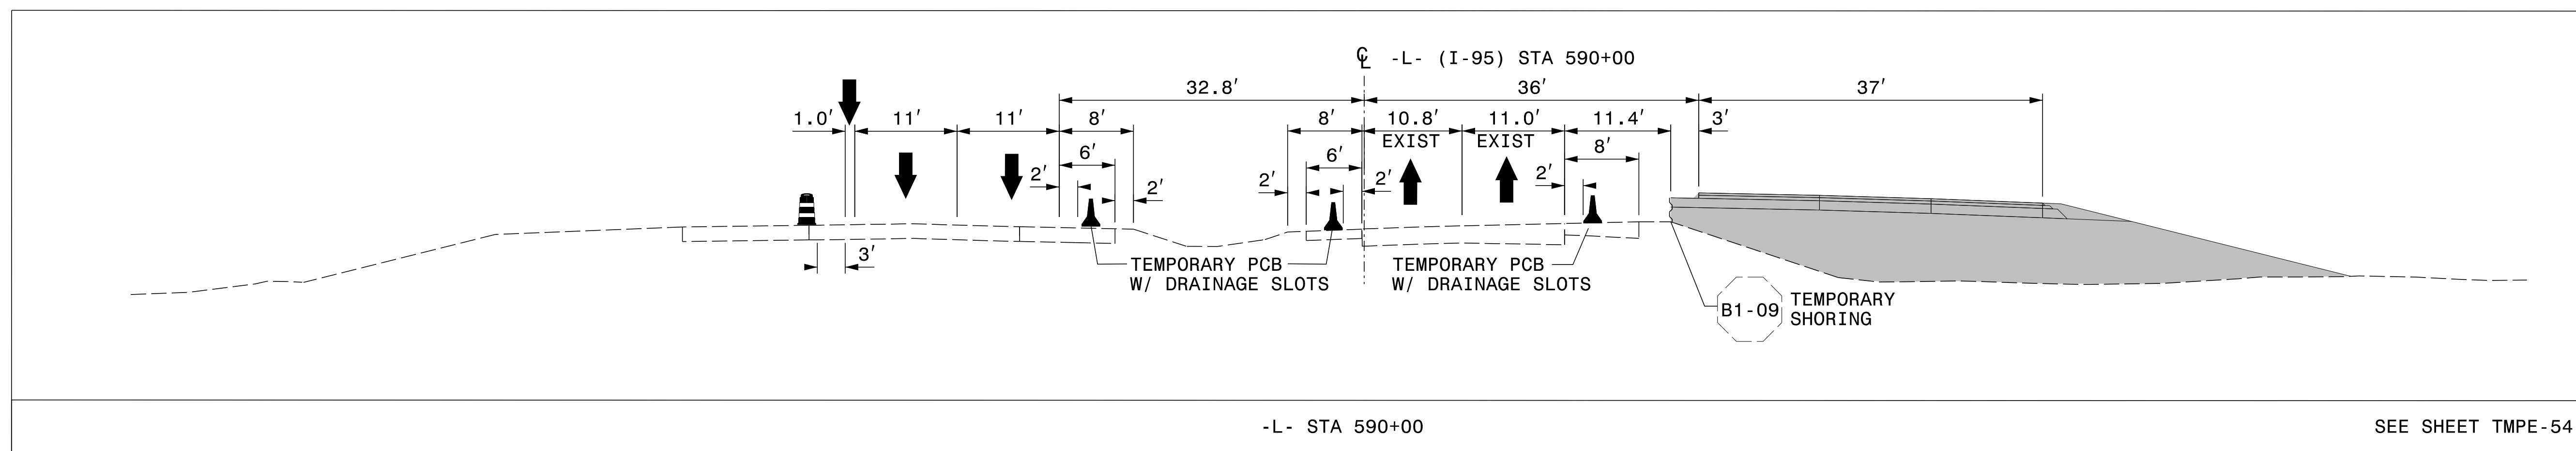 ℄ -L- (I-95) STA 590+00
32.8′ 36′ 37′
1.0′ 11′ 11′ 8′ 8′ 10.8′ 11.0′ 11.4′ 3′
EXIST EXIST
6′ 6′ 8′
2′ 2′ 2′ 2′ 2′
3′
TEMPORARY PCB
W/ DRAINAGE SLOTS
TEMPORARY PCB
W/ DRAINAGE SLOTS
B1-09
TEMPORARY
SHORING
-L- STA 590+00
SEE SHEET TMPE-54